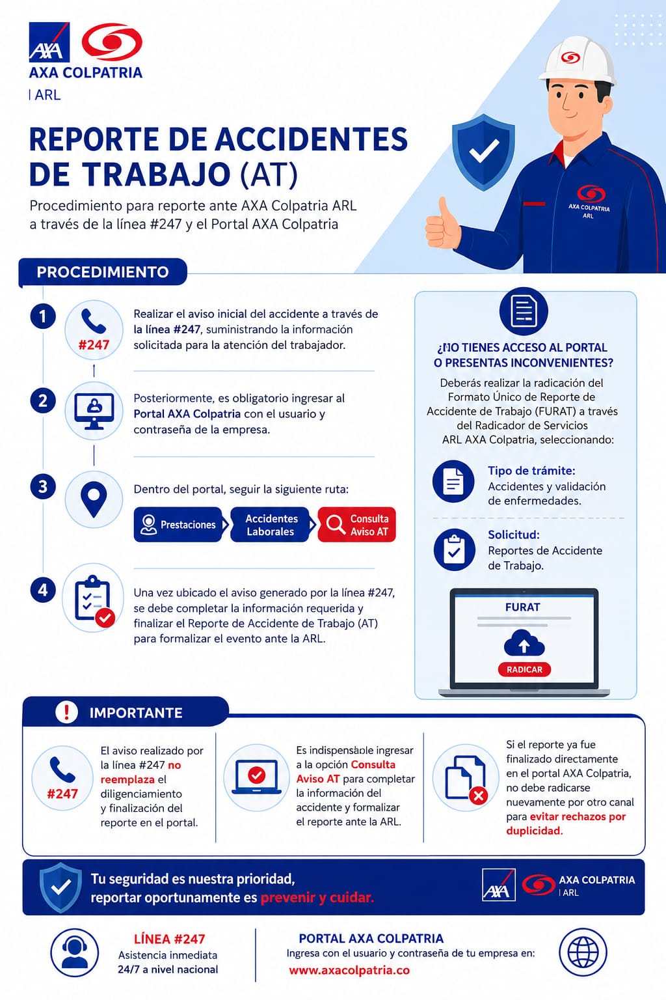 AXA
AXA COLPATRIA
| ARL
REPORTE DE ACCIDENTES
DE TRABAJO (AT)
Procedimiento para reporte ante AXA Colpatria ARL
a través de la línea #247 y el Portal AXA Colpatria
AXA COLPATRIA
ARL
PROCEDIMIENTO
1
#247
Realizar el aviso inicial del accidente a través de
la línea #247, suministrando la información
solicitada para la atención del trabajador.
2
Posteriormente, es obligatorio ingresar al
Portal AXA Colpatria con el usuario y
contraseña de la empresa.
3
Dentro del portal, seguir la siguiente ruta:
Prestaciones
Accidentes
Laborales
Consulta
Aviso AT
4
Una vez ubicado el aviso generado por la línea #247,
se debe completar la información requerida y
finalizar el Reporte de Accidente de Trabajo (AT)
para formalizar el evento ante la ARL.
¿NO TIENES ACCESO AL PORTAL
O PRESENTAS INCONVENIENTES?
Deberás realizar la radicación del
Formato Único de Reporte de
Accidente de Trabajo (FURAT) a través
del Radicador de Servicios
ARL AXA Colpatria, seleccionando:
Tipo de trámite:
Accidentes y validación
de enfermedades.
Solicitud:
Reportes de Accidente
de Trabajo.
FURAT
RADICAR
! IMPORTANTE
#247
El aviso realizado por
la línea #247 no
reemplaza el
diligenciamiento
y finalización del
reporte en el portal.
Es indispensable ingresar
a la opción Consulta
Aviso AT para completar
la información del
accidente y formalizar
el reporte ante la ARL.
Si el reporte ya fue
finalizado directamente
en el portal AXA Colpatria,
no debe radicarse
nuevamente por otro canal
para evitar rechazos por
duplicidad.
Tu seguridad es nuestra prioridad,
reportar oportunamente es prevenir y cuidar.
AXA
AXA COLPATRIA
| ARL
LÍNEA #247
Asistencia inmediata
24/7 a nivel nacional
PORTAL AXA COLPATRIA
Ingresa con el usuario y contraseña de tu empresa en:
www.axacolpatria.co